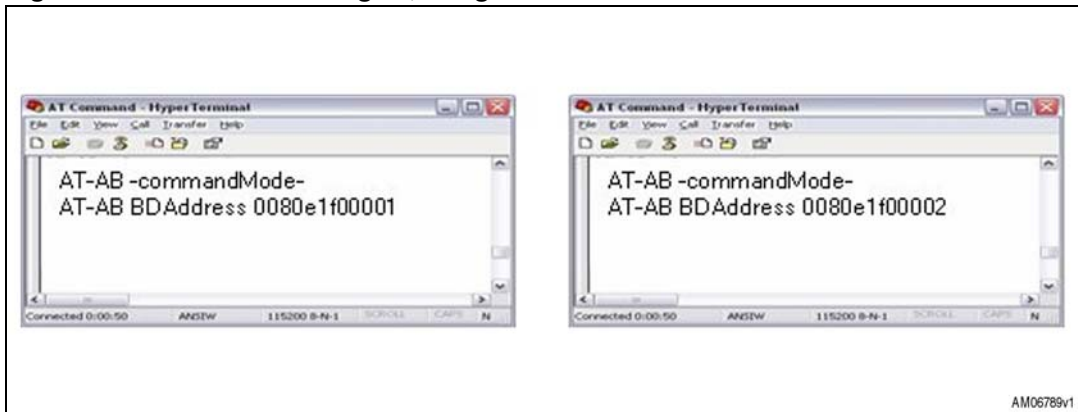 AT Command - HyperTerminal
File Edit View Call Transfer Help
AT-AB -commandMode-
AT-AB BDAddress 0080e1f00001
Connected 0:00:50 ANSIW 115200 8-N-1 SCROLL CAPS N
AT Command - HyperTerminal
File Edit View Call Transfer Help
AT-AB -commandMode-
AT-AB BDAddress 0080e1f00002
Connected 0:00:50 ANSIW 115200 8-N-1 SCROLL CAPS N
AM06789v1